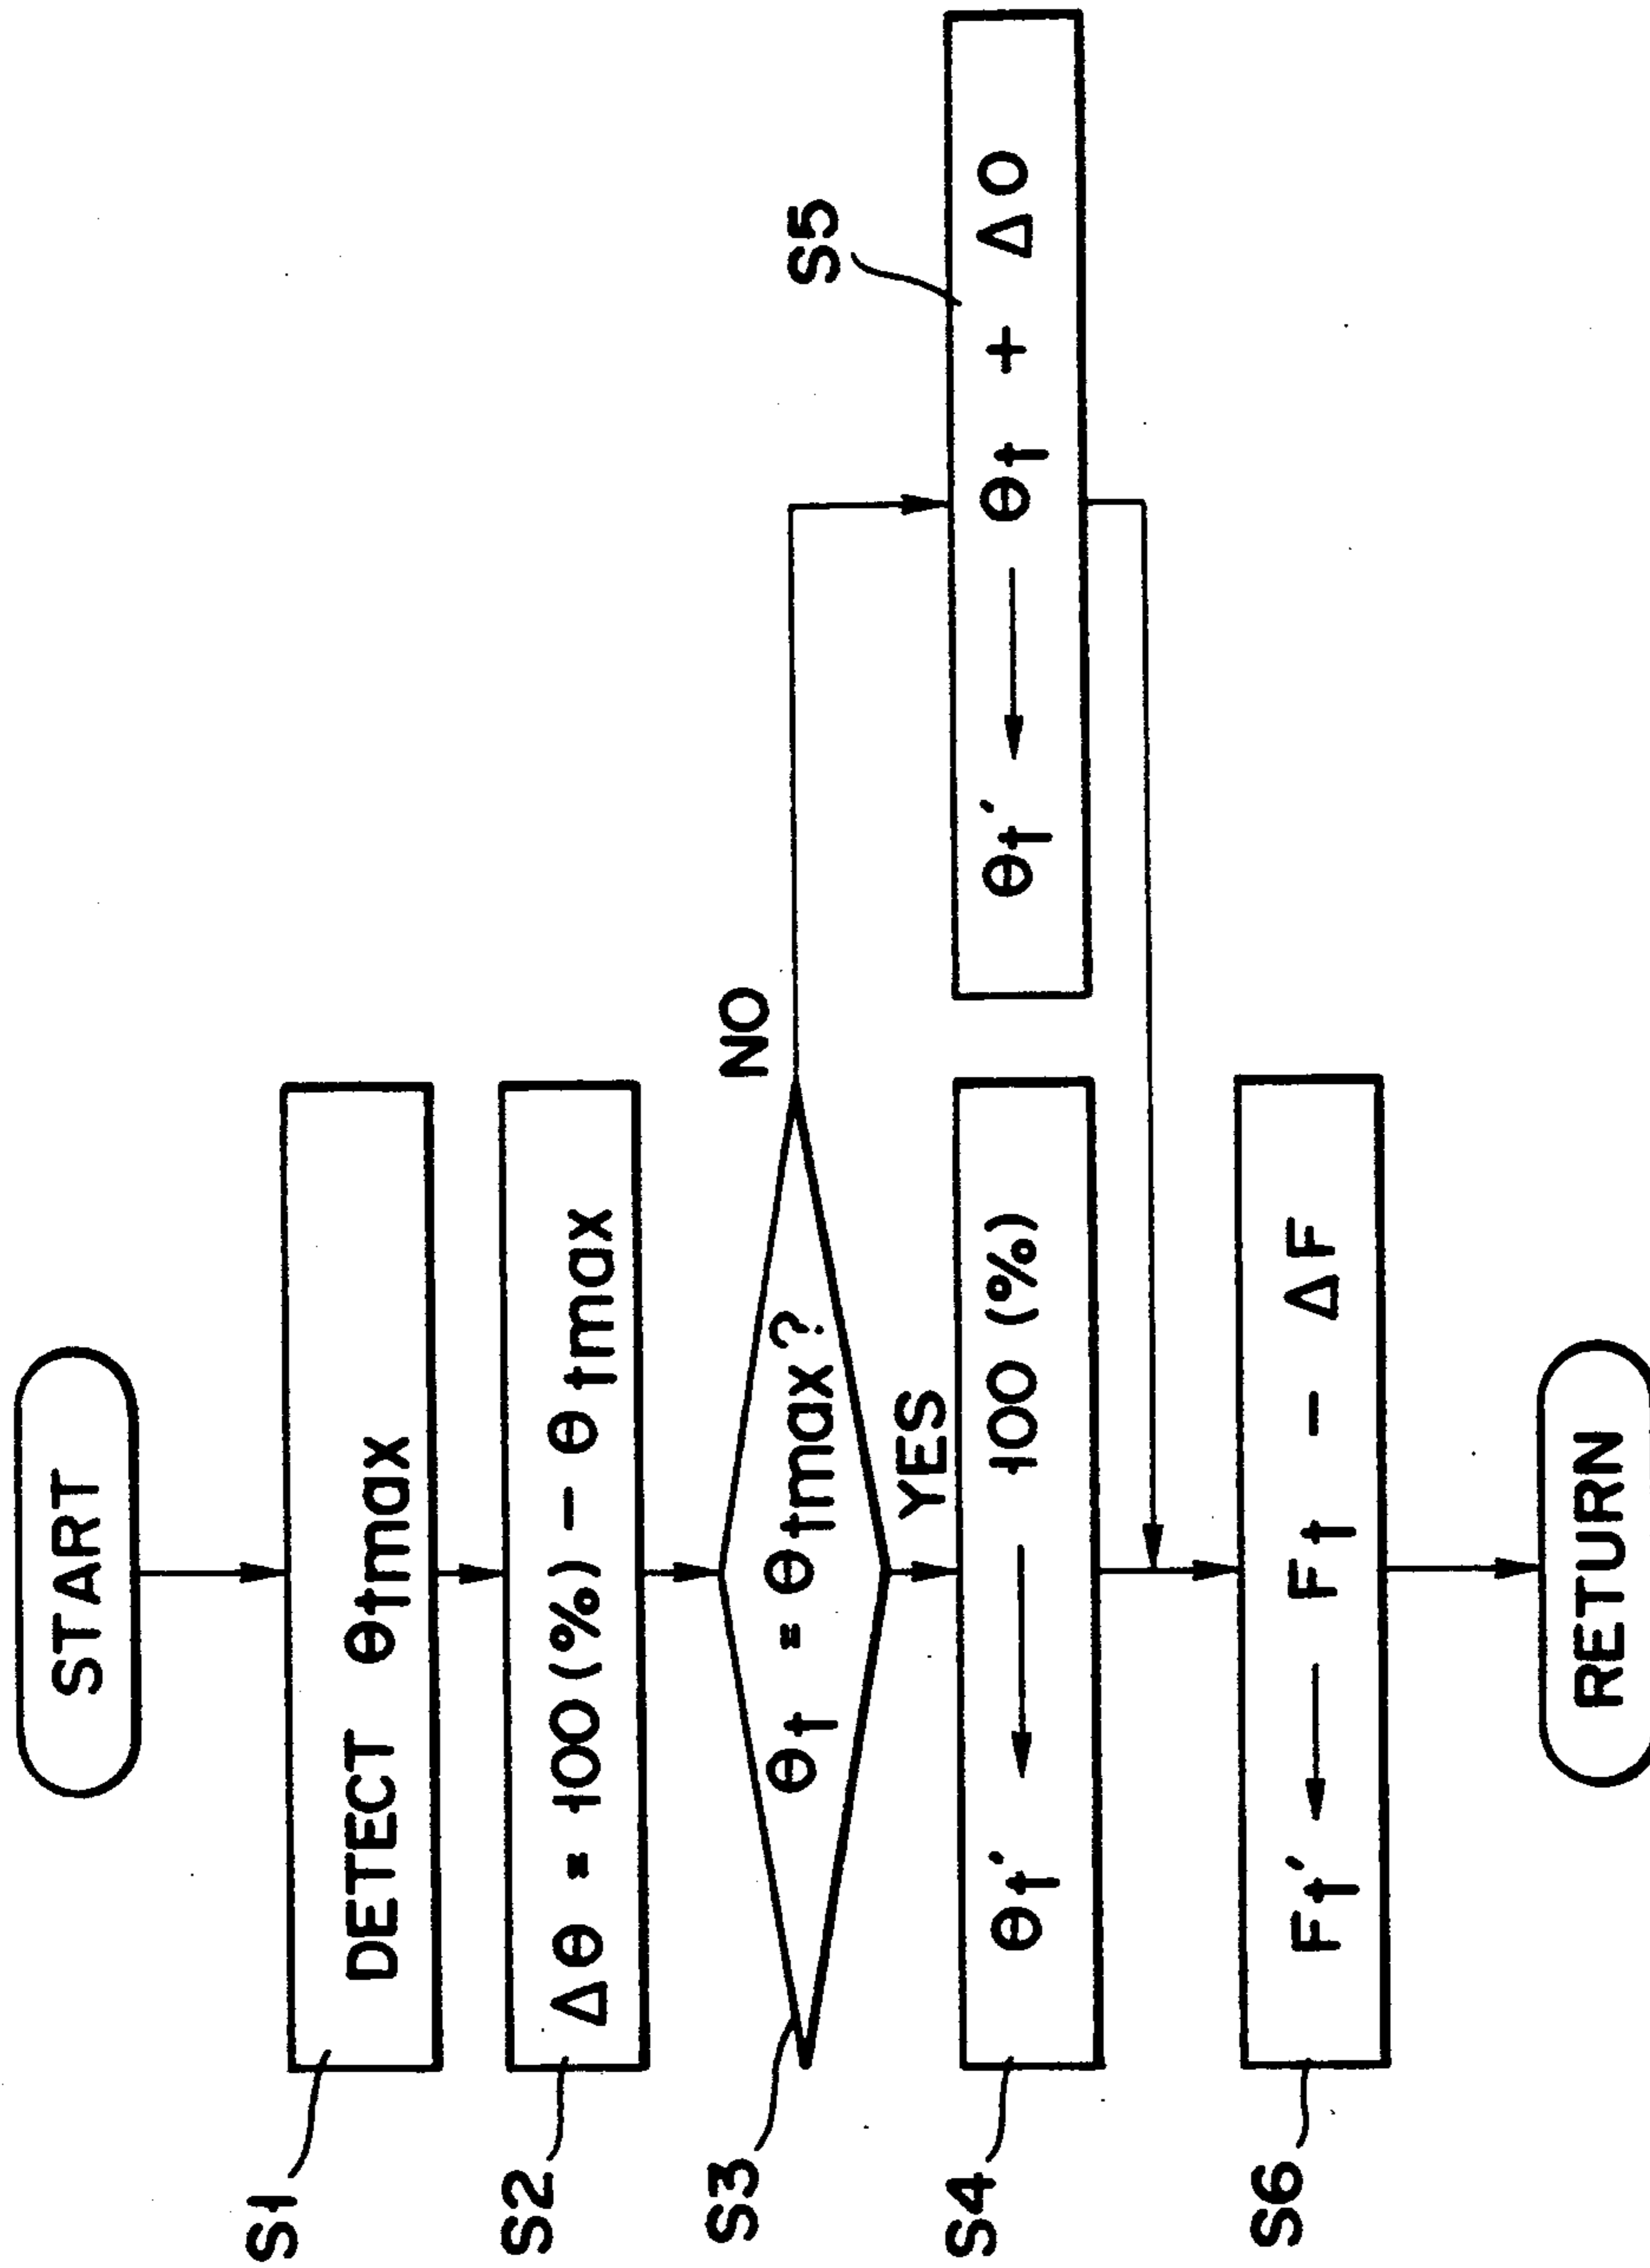 START
S1
DETECT θtmax
S2
Δθ = 100(%) - θtmax
S3
θt = θtmax?
NO
YES
S4
θt' ← 100 (%)
S5
θt' ← θt + ΔO
S6
Ft' ← Ft - ΔF
RETURN